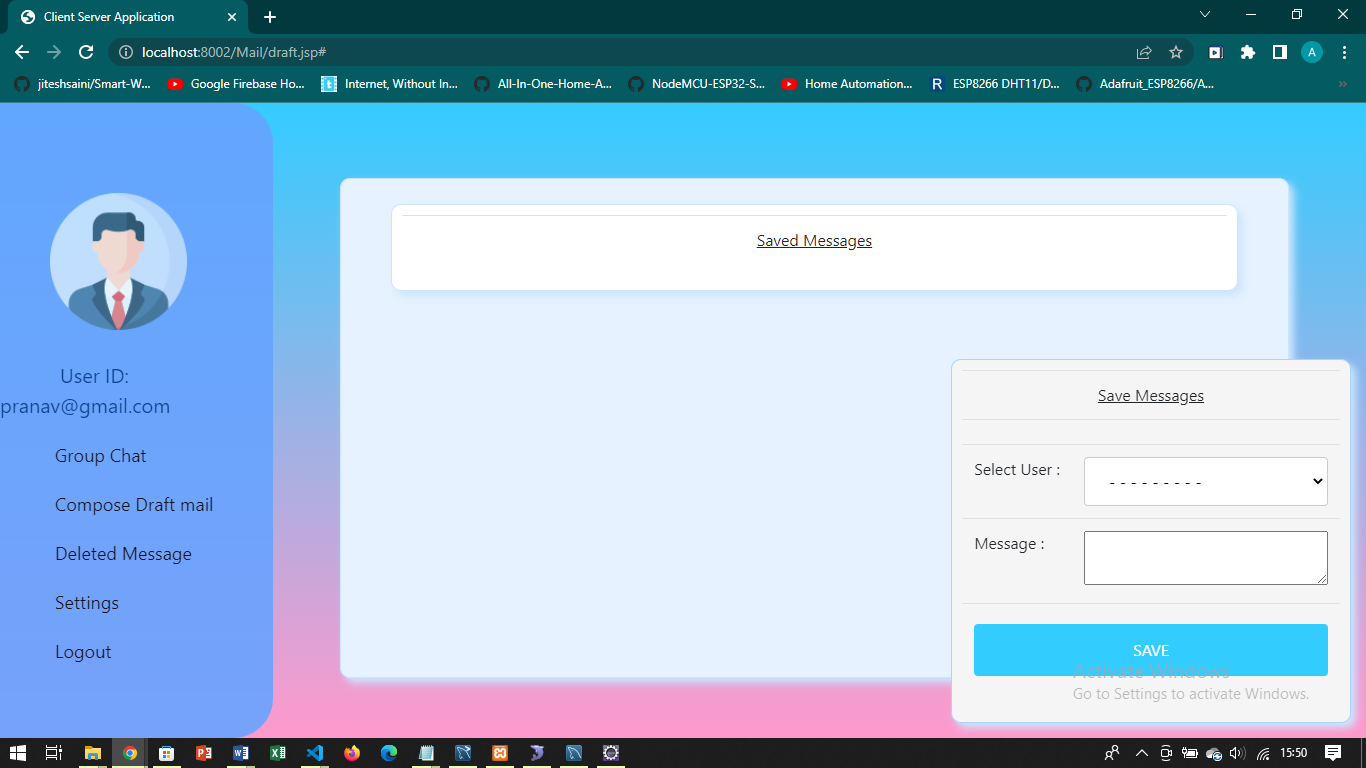 Client Server Application
localhost:8002/Mail/draft.jsp#
A
jiteshsaini/Smart-W...
Google Firebase Ho...
Internet, Without In...
All-In-One-Home-A...
NodeMCU-ESP32-S...
Home Automation...
R
ESP8266 DHT11/D...
Adafruit_ESP8266/A...
»
Saved Messages
User ID:
pranav@gmail.com
Group Chat
Compose Draft mail
Deleted Message
Settings
Logout
Save Messages
Select User :
- - - - - - - - -
Message :
SAVE
Activate Windows
Go to Settings to activate Windows.
15:50